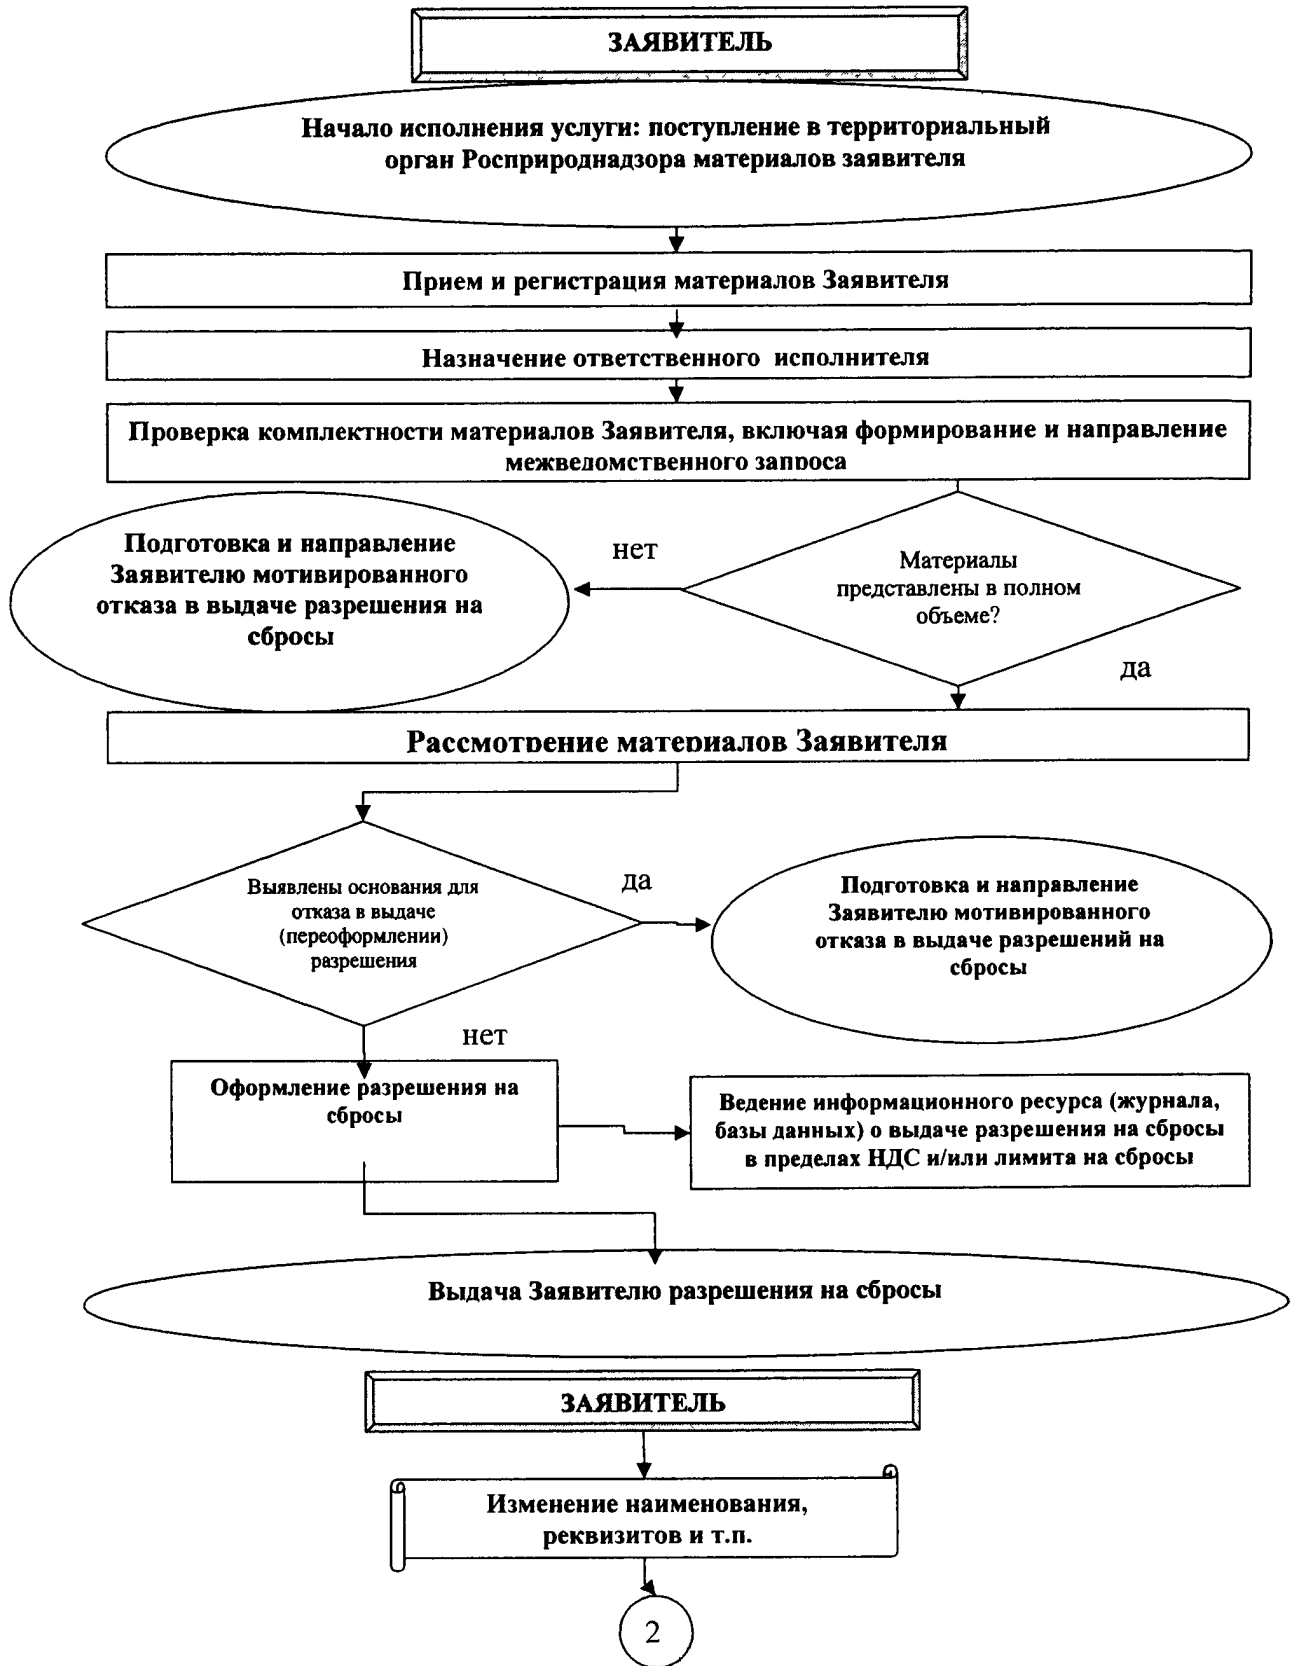 ЗАЯВИТЕЛЬ
Начало исполнения услуги: поступление в территориальный
орган Росприроднадзора материалов заявителя
Прием и регистрация материалов Заявителя
Назначение ответственного исполнителя
Проверка комплектности материалов Заявителя, включая формирование и направление
межведомственного запроса
Подготовка и направление
Заявителю мотивированного
отказа в выдаче разрешения на
сбросы
нет
Материалы
представлены в полном
объеме?
да
Рассмотрение материалов Заявителя
Выявлены основания для
отказа в выдаче
(переоформлении)
разрешения
да
Подготовка и направление
Заявителю мотивированного
отказа в выдаче разрешений на
сбросы
нет
Оформление разрешения на
сбросы
Ведение информационного ресурса (журнала,
базы данных) о выдаче разрешения на сбросы
в пределах НДС и/или лимита на сбросы
Выдача Заявителю разрешения на сбросы
ЗАЯВИТЕЛЬ
Изменение наименования,
реквизитов и т.п.
2